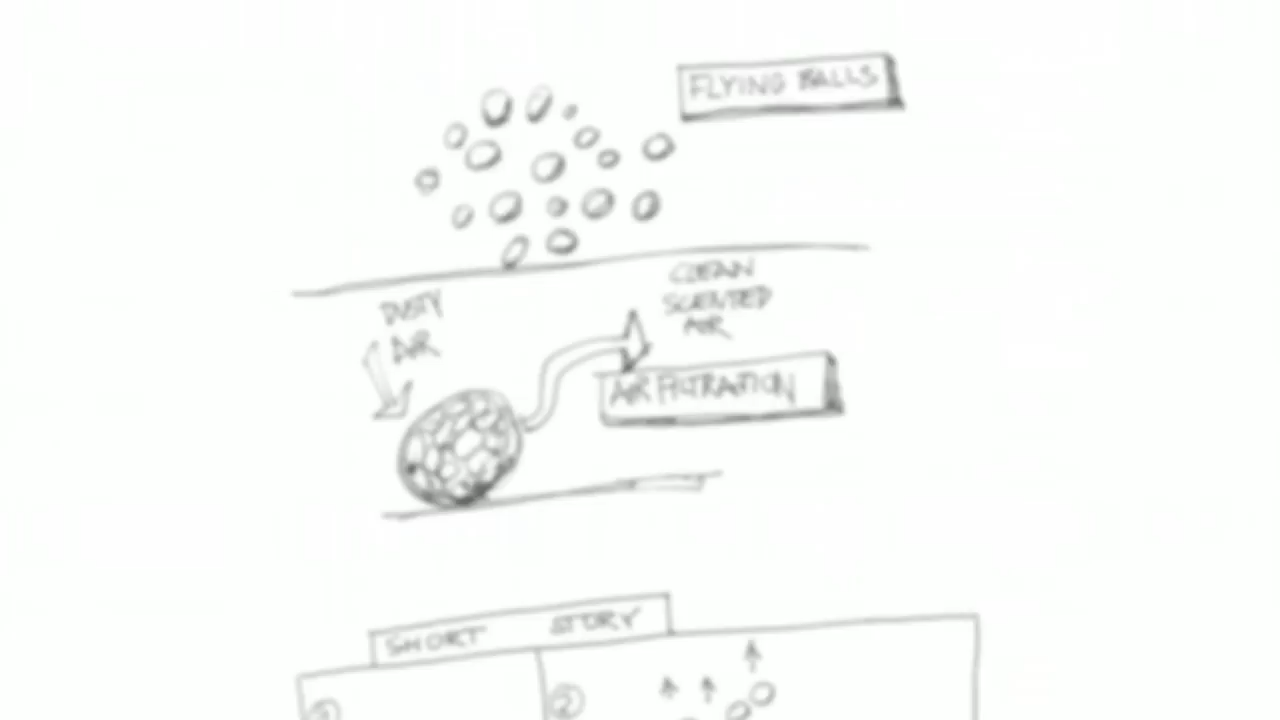 FLYING BALLS
DUSTY
AIR
CLEAN
SCENTED
AIR
AIR FILTRATION
SHORT STORY
①
②